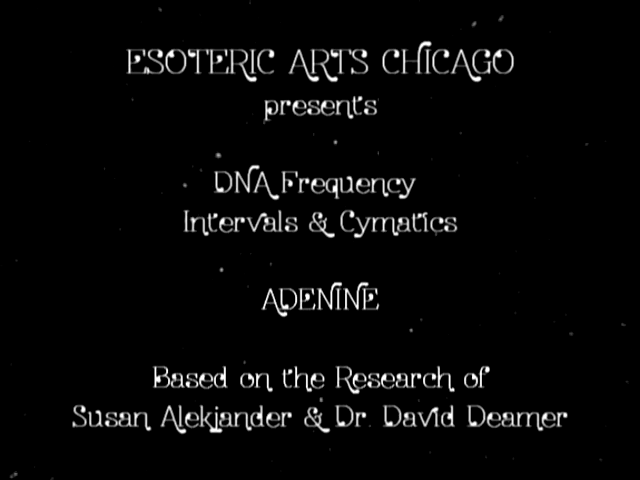 ESOTERIC ARTS CHICAGO
presents
DNA Frequency
Intervals & Cymatics
ADENINE
Based on the Research of
Susan Alekjander & Dr. David Deamer